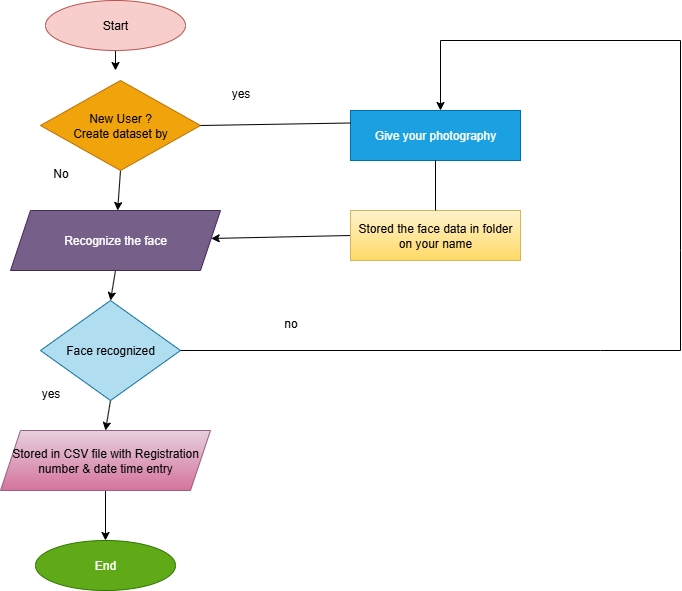 Start
New User ?
Create dataset by
yes
Give your photography
No
Recognize the face
Stored the face data in folder
on your name
Face recognized
no
yes
Stored in CSV file with Registration
number & date time entry
End